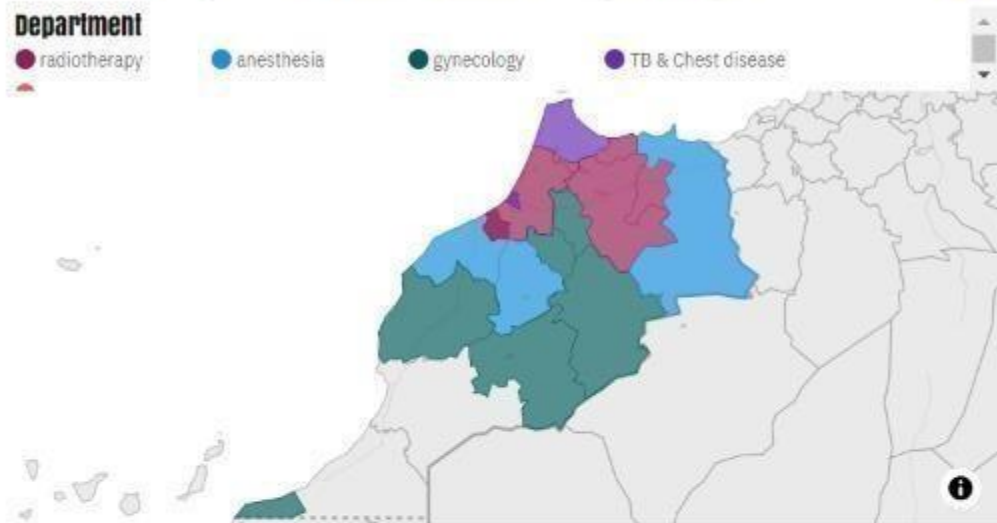 Department
radiotherapy
anesthesia
gynecology
TB & Chest disease